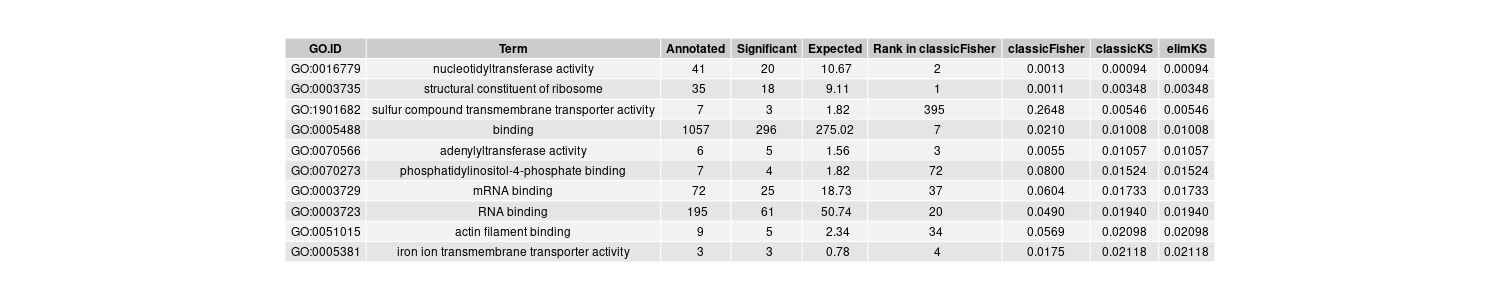 GO.ID Term Annotated Significant Expected Rank in classicFisher classicFisher classicKS elimKS
GO:0016779 nucleotidyltransferase activity 41 20 10.67 2 0.0013 0.00094 0.00094
GO:0003735 structural constituent of ribosome 35 18 9.11 1 0.0011 0.00348 0.00348
GO:1901682 sulfur compound transmembrane transporter activity 7 3 1.82 395 0.2648 0.00546 0.00546
GO:0005488 binding 1057 296 275.02 7 0.0210 0.01008 0.01008
GO:0070566 adenylyltransferase activity 6 5 1.56 3 0.0055 0.01057 0.01057
GO:0070273 phosphatidylinositol-4-phosphate binding 7 4 1.82 72 0.0800 0.01524 0.01524
GO:0003729 mRNA binding 72 25 18.73 37 0.0604 0.01733 0.01733
GO:0003723 RNA binding 195 61 50.74 20 0.0490 0.01940 0.01940
GO:0051015 actin filament binding 9 5 2.34 34 0.0569 0.02098 0.02098
GO:0005381 iron ion transmembrane transporter activity 3 3 0.78 4 0.0175 0.02118 0.02118